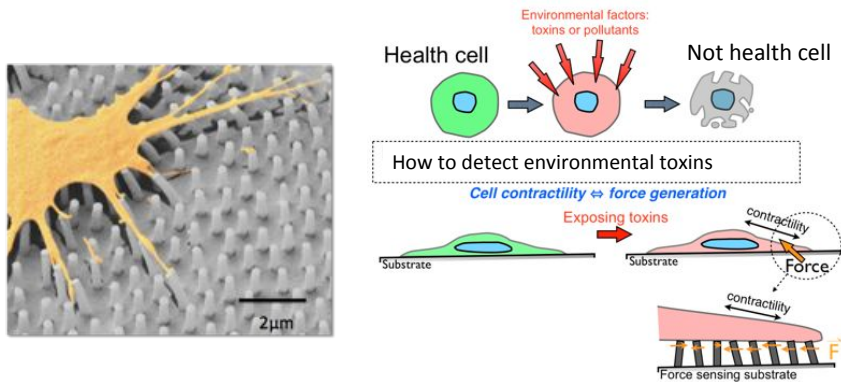 Environmental factors:
toxins or pollutants
Health cell
Not health cell
How to detect environmental toxins
Cell contractility ⇔ force generation
Exposing toxins
contractility
Substrate
Substrate
Force
contractility
F
Force sensing substrate
2μm